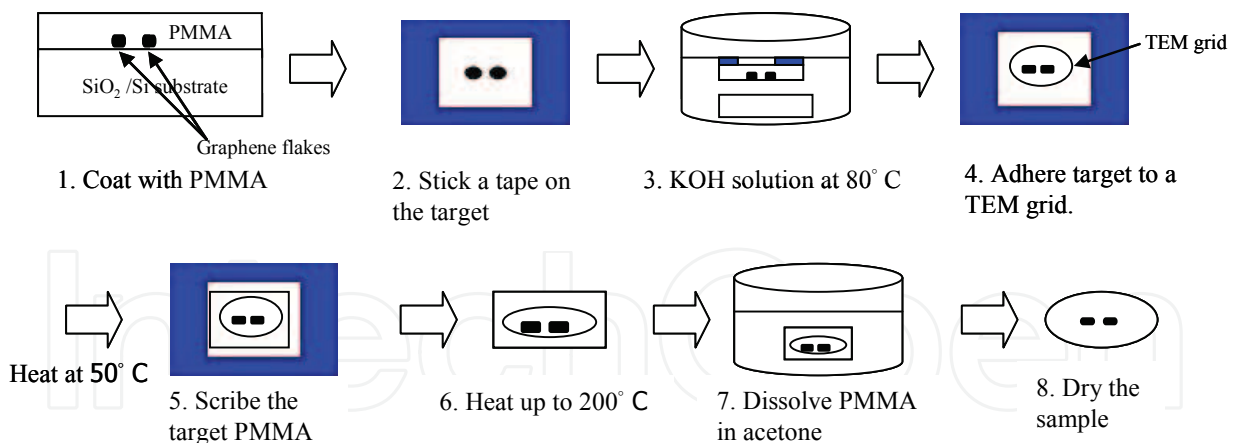 PMMA
SiO₂ /Si substrate
Graphene flakes
1. Coat with PMMA
2. Stick a tape on
the target
3. KOH solution at 80° C
TEM grid
4. Adhere target to a
TEM grid.
Heat at 50° C
5. Scribe the
target PMMA
6. Heat up to 200° C
7. Dissolve PMMA
in acetone
8. Dry the
sample
IntechOpen